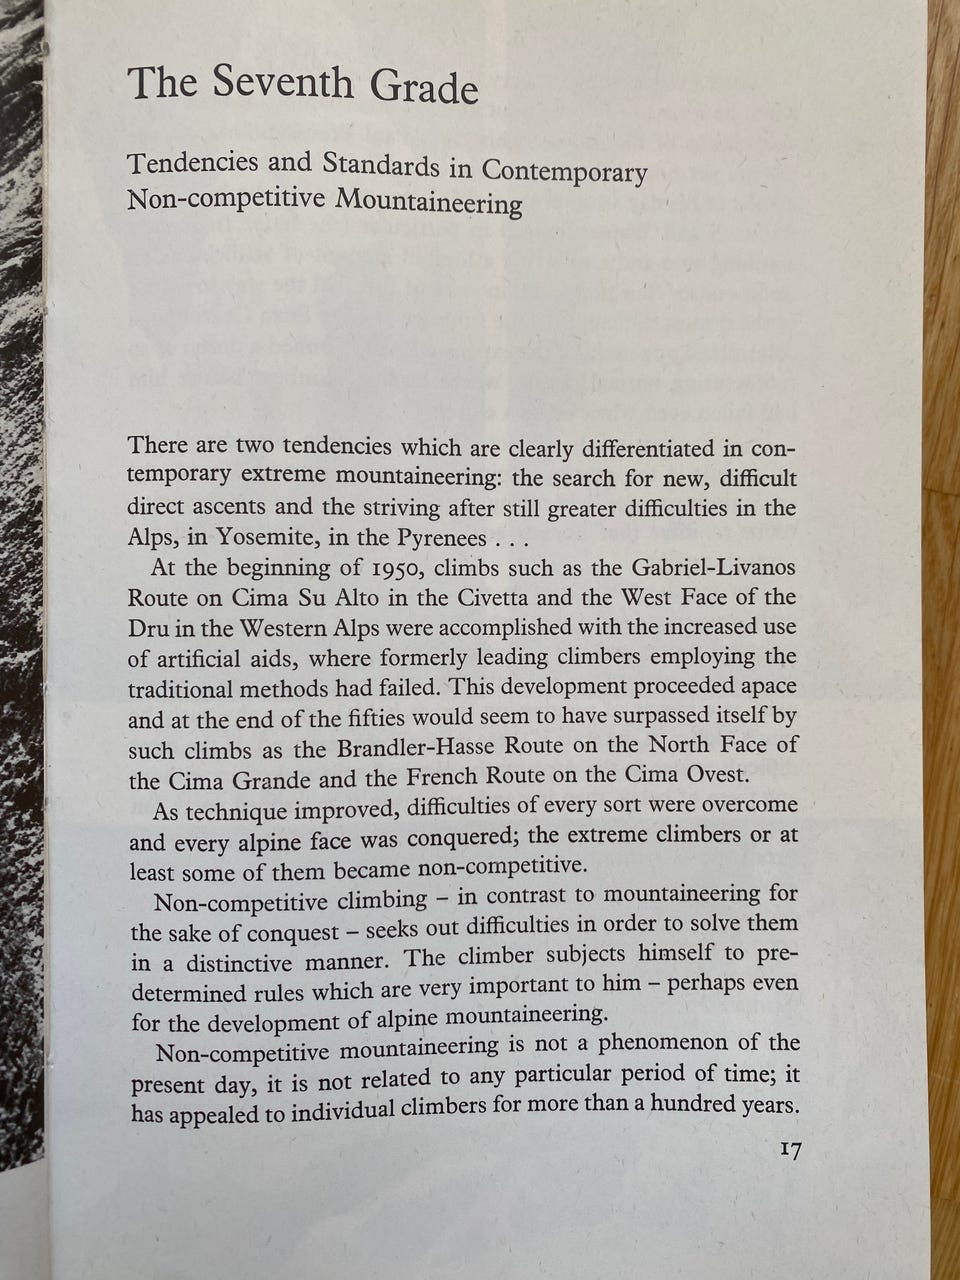 The Seventh Grade
Tendencies and Standards in Contemporary
Non-competitive Mountaineering
There are two tendencies which are clearly differentiated in con-
temporary extreme mountaineering: the search for new, difficult
direct ascents and the striving after still greater difficulties in the
Alps, in Yosemite, in the Pyrenees . . .
At the beginning of 1950, climbs such as the Gabriel-Livanos
Route on Cima Su Alto in the Civetta and the West Face of the
Dru in the Western Alps were accomplished with the increased use
of artificial aids, where formerly leading climbers employing the
traditional methods had failed. This development proceeded apace
and at the end of the fifties would seem to have surpassed itself by
such climbs as the Brandler-Hasse Route on the North Face of
the Cima Grande and the French Route on the Cima Ovest.
As technique improved, difficulties of every sort were overcome
and every alpine face was conquered; the extreme climbers or at
least some of them became non-competitive.
Non-competitive climbing – in contrast to mountaineering for
the sake of conquest – seeks out difficulties in order to solve them
in a distinctive manner. The climber subjects himself to pre-
determined rules which are very important to him – perhaps even
for the development of alpine mountaineering.
Non-competitive mountaineering is not a phenomenon of the
present day, it is not related to any particular period of time; it
has appealed to individual climbers for more than a hundred years.
17